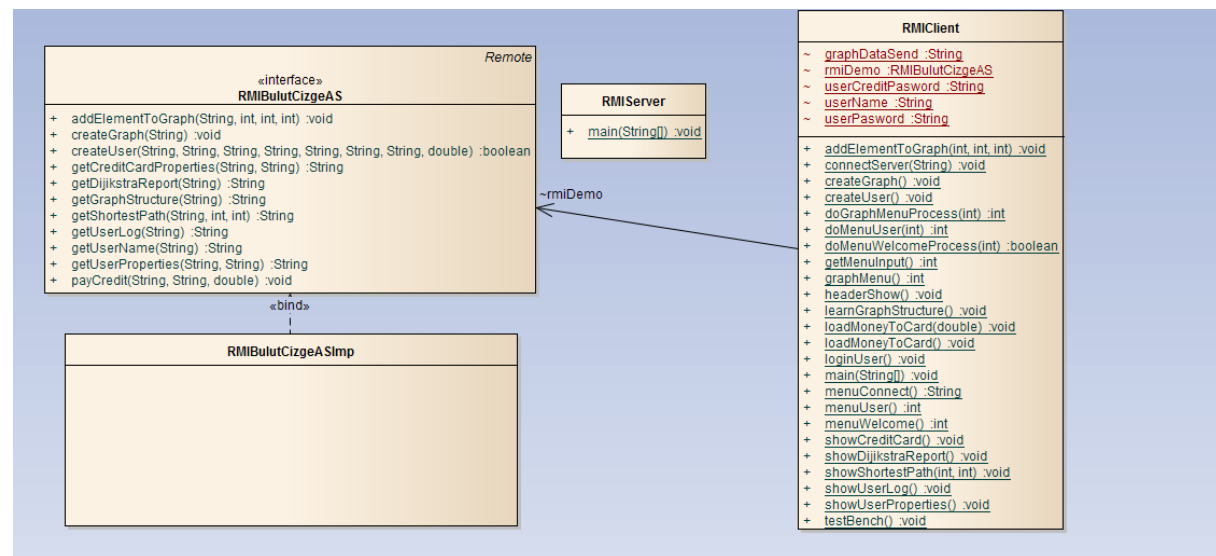 Remote
«interface»
RMIBulutCizgeAS
+ addElementToGraph(String, int, int, int) :void
+ createGraph(String) :void
+ createUser(String, String, String, String, String, String, String, double) :boolean
+ getCreditCardProperties(String, String) :String
+ getDijikstraReport(String) :String
+ getGraphStructure(String) :String
+ getShortestPath(String, int, int) :String
+ getUserLog(String) :String
+ getUserName(String) :String
+ getUserProperties(String, String) :String
+ payCredit(String, String, double) :void
«bind»
RMIBulutCizgeASImp
RMIServer
+ main(String[]) :void
~rmiDemo
RMIClient
~ graphDataSend :String
~ rmiDemo :RMIBulutCizgeAS
~ userCreditPasword :String
~ userName :String
~ userPasword :String
+ addElementToGraph(int, int, int) :void
+ connectServer(String) :void
+ createGraph() :void
+ createUser() :void
+ doGraphMenuProcess(int) :int
+ doMenuUser(int) :int
+ doMenuWelcomeProcess(int) :boolean
+ getMenuInput() :int
+ graphMenu() :int
+ headerShow() :void
+ learnGraphStructure() :void
+ loadMoneyToCard(double) :void
+ loadMoneyToCard() :void
+ loginUser() :void
+ main(String[]) :void
+ menuConnect() :String
+ menuUser() :int
+ menuWelcome() :int
+ showCreditCard() :void
+ showDijikstraReport() :void
+ showShortestPath(int, int) :void
+ showUserLog() :void
+ showUserProperties() :void
+ testBench() :void